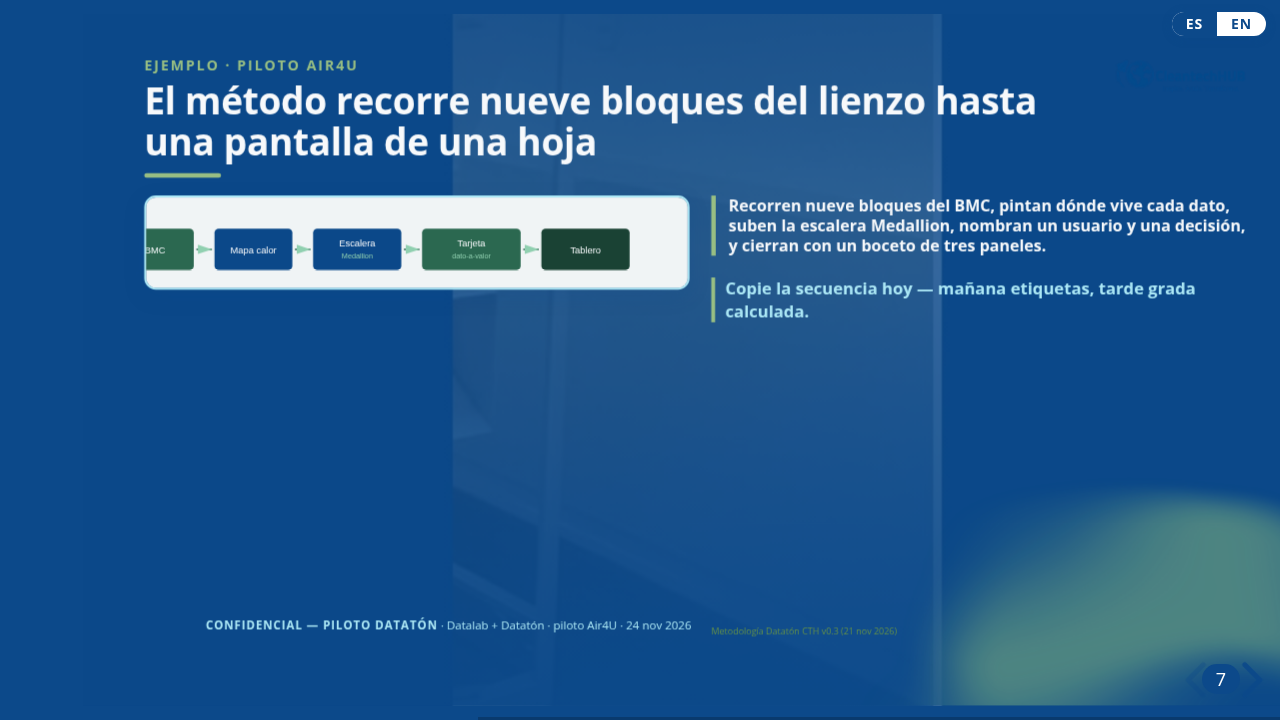 ES EN
EJEMPLO · PILOTO AIR4U
El método recorre nueve bloques del lienzo hasta
una pantalla de una hoja
BMC
Mapa calor
Escalera
Medallion
Tarjeta
dato-a-valor
Tablero
Recorren nueve bloques del BMC, pintan dónde vive cada dato,
suben la escalera Medallion, nombran un usuario y una decisión,
y cierran con un boceto de tres paneles.
Copie la secuencia hoy — mañana etiquetas, tarde grada
calculada.
CONFIDENCIAL — PILOTO DATATÓN · Datalab + Datatón · piloto Air4U · 24 nov 2026
Metodología Datatón CTH v0.3 (21 nov 2026)
7